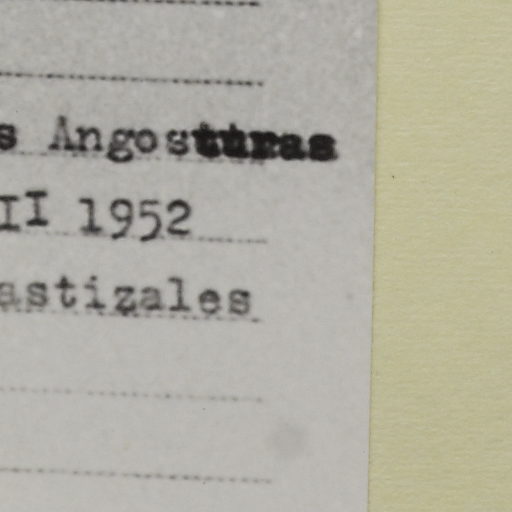 s Angosturas
II 1952
astizales